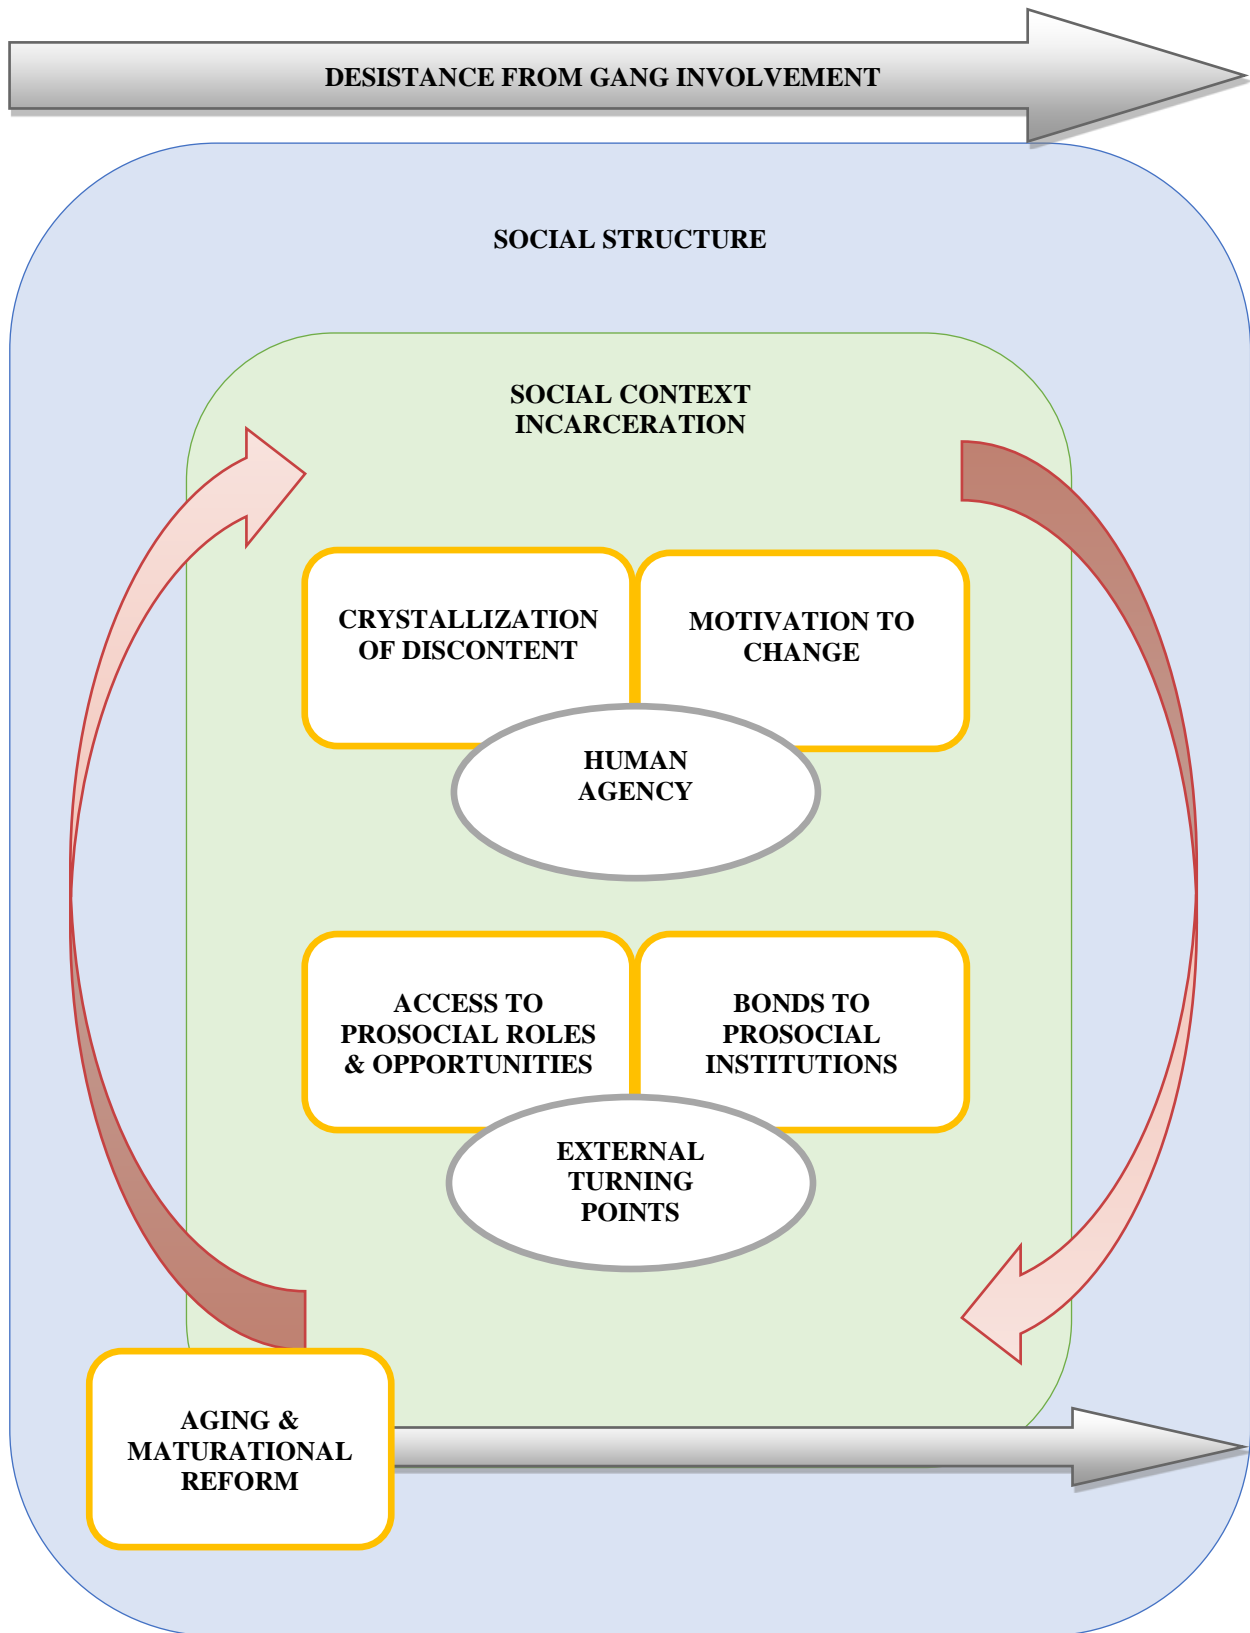 DESISTANCE FROM GANG INVOLVEMENT
SOCIAL STRUCTURE
SOCIAL CONTEXT
INCARCERATION
CRYSTALLIZATION
OF DISCONTENT
MOTIVATION TO
CHANGE
HUMAN
AGENCY
ACCESS TO
PROSOCIAL ROLES
& OPPORTUNITIES
BONDS TO
PROSOCIAL
INSTITUTIONS
EXTERNAL
TURNING
POINTS
AGING &
MATURATIONAL
REFORM